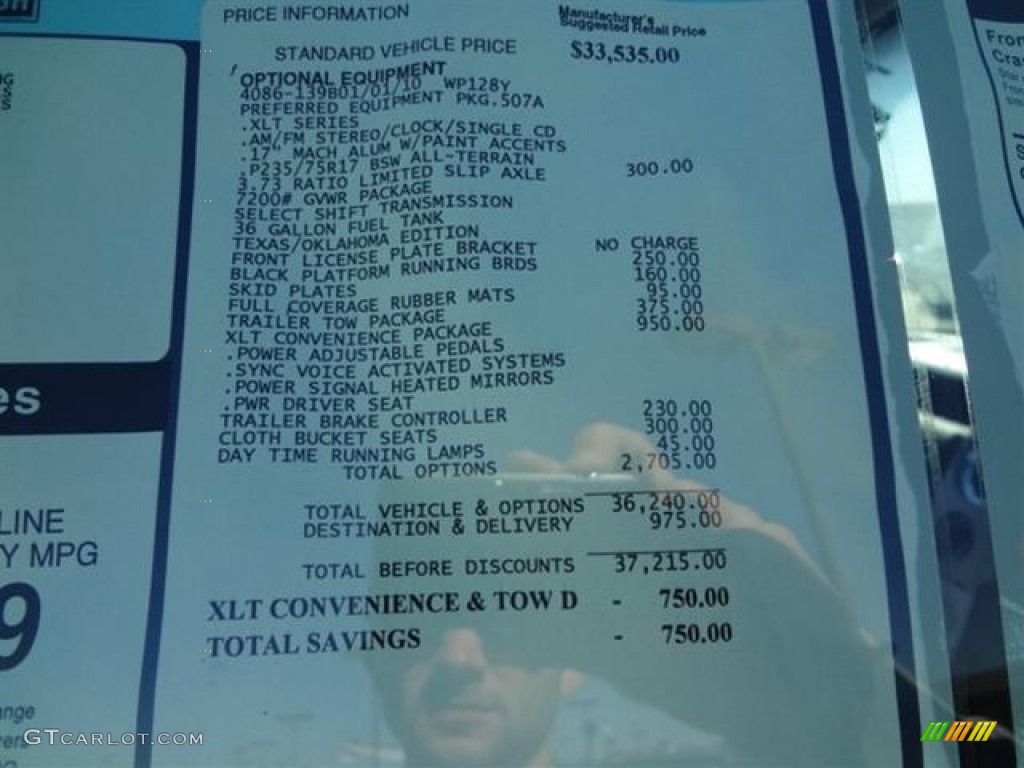 PRICE INFORMATION
Manufacturer's
Suggested Retail Price
STANDARD VEHICLE PRICE $33,535.00
OPTIONAL EQUIPMENT
4086-139B01/01/10 WP128Y
PREFERRED EQUIPMENT PKG.507A
.XLT SERIES
.AM/FM STEREO/CLOCK/SINGLE CD
.17" MACH ALUM W/PAINT ACCENTS
.P235/75R17 BSW ALL-TERRAIN
3.73 RATIO LIMITED SLIP AXLE 300.00
7200# GVWR PACKAGE
SELECT SHIFT TRANSMISSION
36 GALLON FUEL TANK
TEXAS/OKLAHOMA EDITION
FRONT LICENSE PLATE BRACKET NO CHARGE
BLACK PLATFORM RUNNING BRDS 250.00
SKID PLATES 160.00
FULL COVERAGE RUBBER MATS 95.00
TRAILER TOW PACKAGE 375.00
XLT CONVENIENCE PACKAGE 950.00
.POWER ADJUSTABLE PEDALS
.SYNC VOICE ACTIVATED SYSTEMS
.POWER SIGNAL HEATED MIRRORS
.PWR DRIVER SEAT
TRAILER BRAKE CONTROLLER 230.00
CLOTH BUCKET SEATS 300.00
DAY TIME RUNNING LAMPS 45.00
TOTAL OPTIONS 2,705.00
TOTAL VEHICLE & OPTIONS 36,240.00
DESTINATION & DELIVERY 975.00
TOTAL BEFORE DISCOUNTS 37,215.00
XLT CONVENIENCE & TOW D - 750.00
TOTAL SAVINGS - 750.00
es
LINE
Y MPG
9
ange
GTCARLOT.COM
Fron
Cras